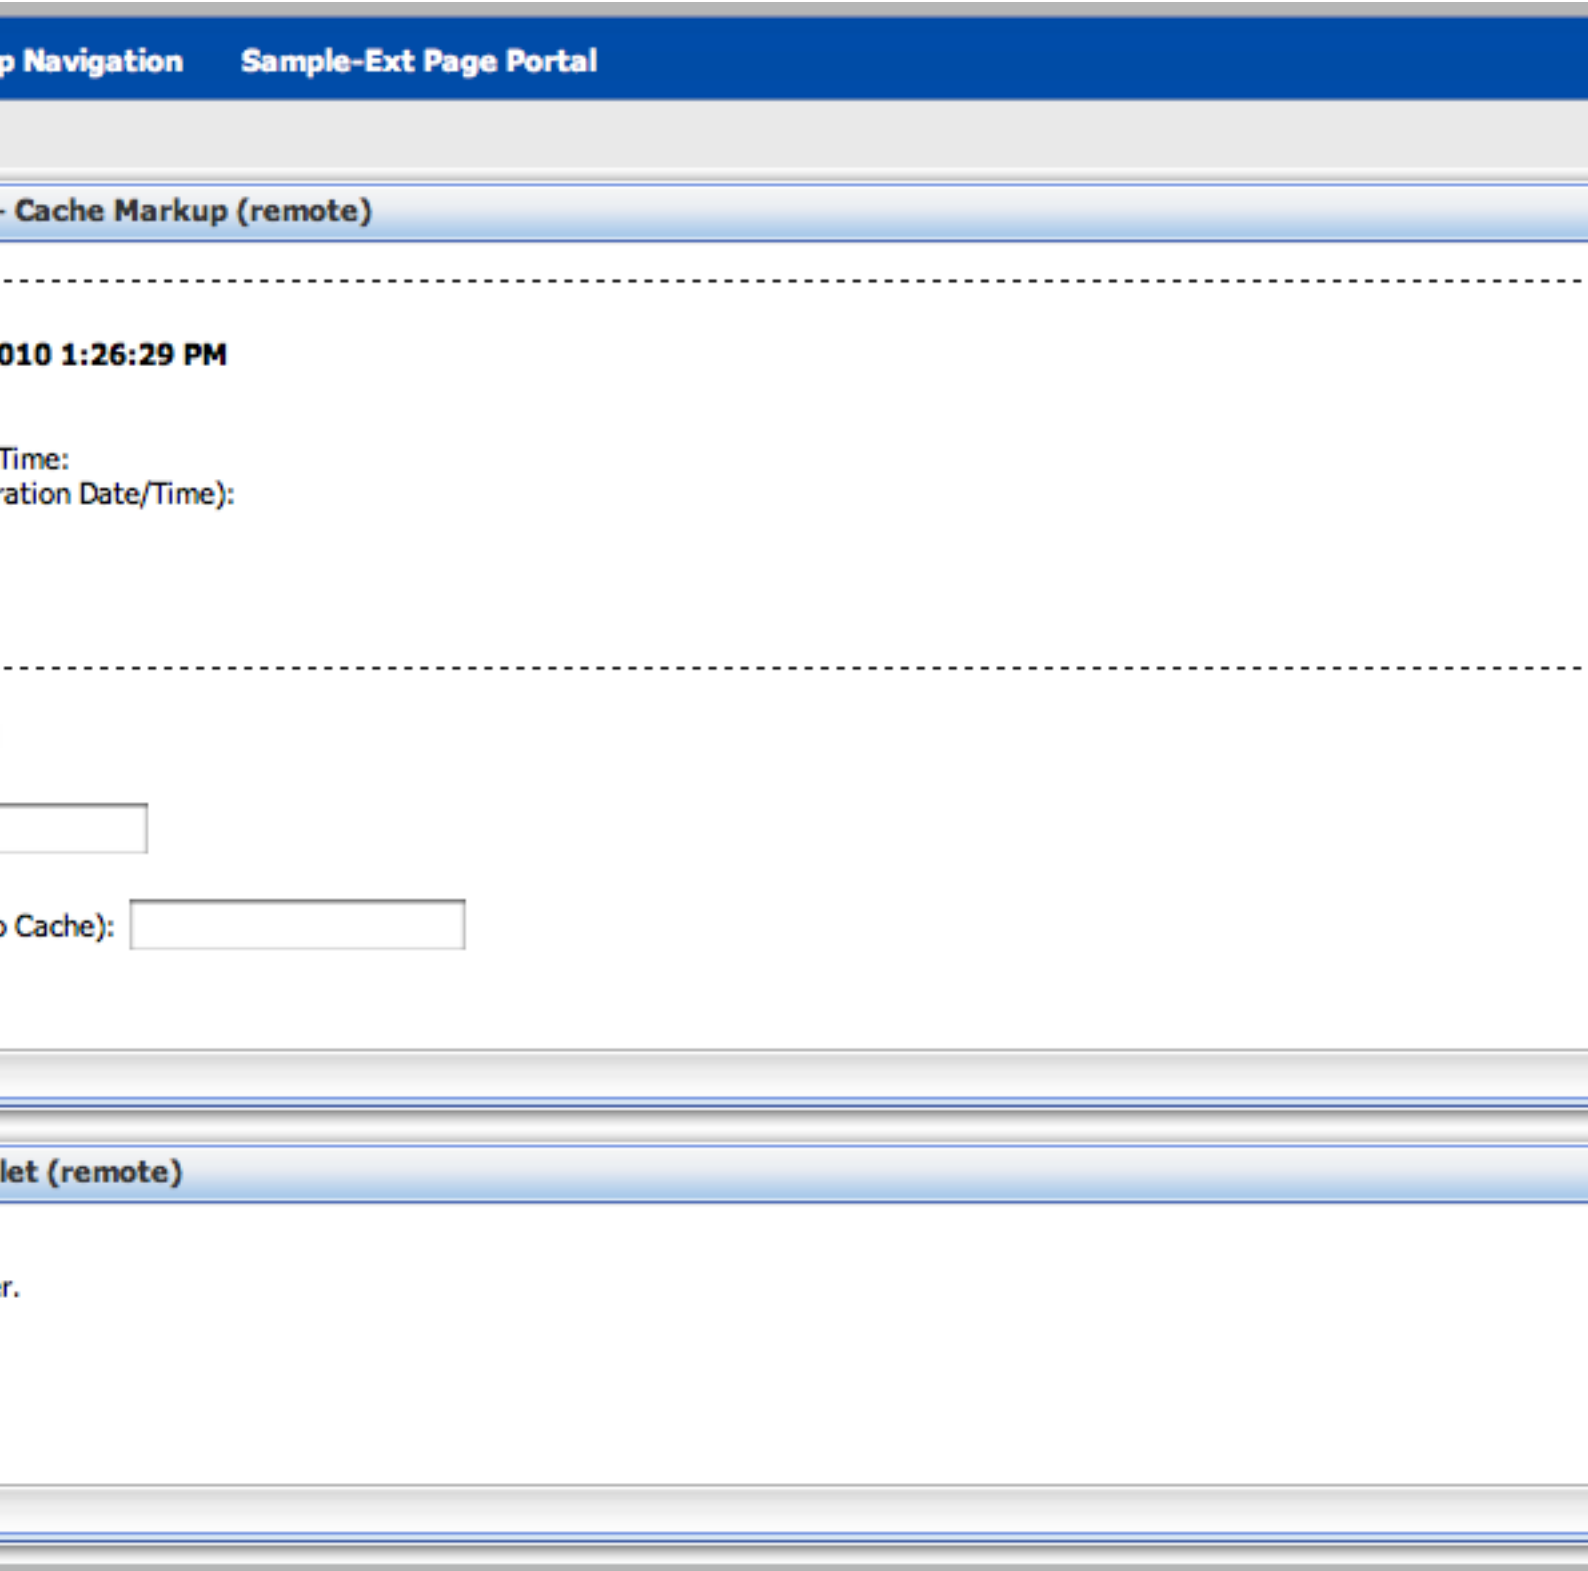 p Navigation Sample-Ext Page Portal
- Cache Markup (remote)
010 1:26:29 PM
Time:
ration Date/Time):
o Cache):
let (remote)
r.